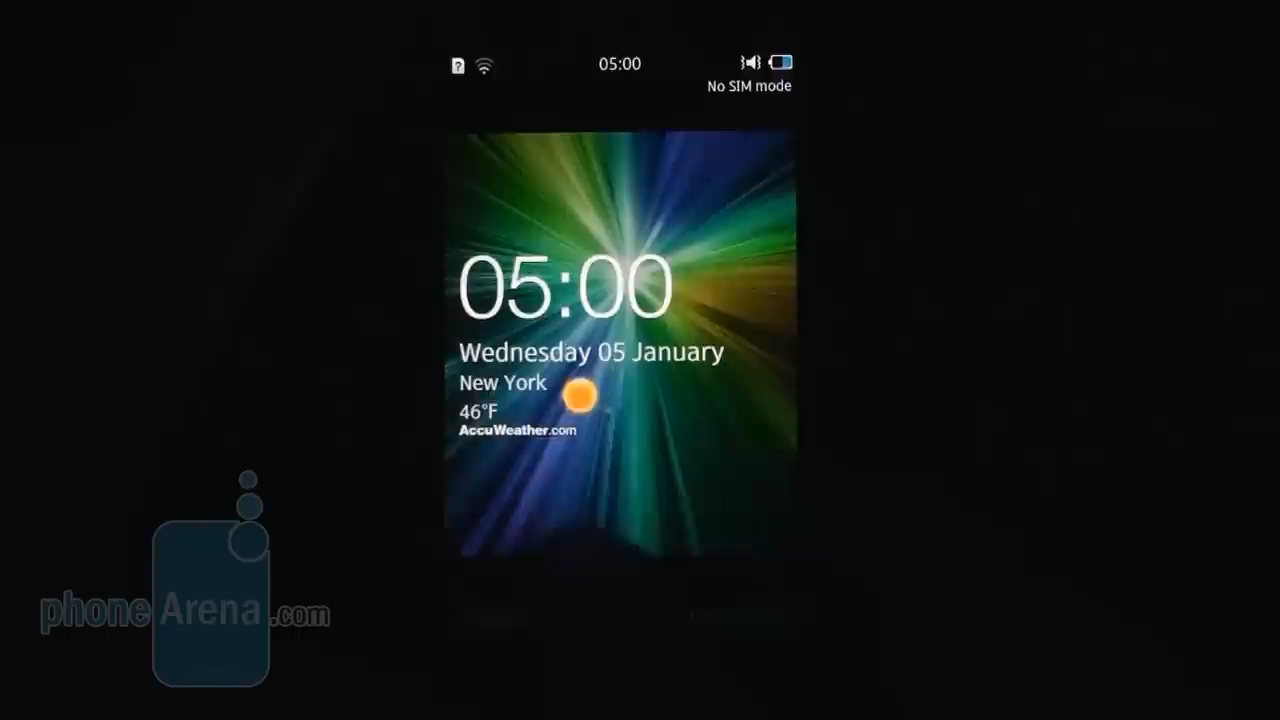 05:00
No SIM mode
05:00
Wednesday 05 January
New York
46°F
AccuWeather.com
phoneArena.com